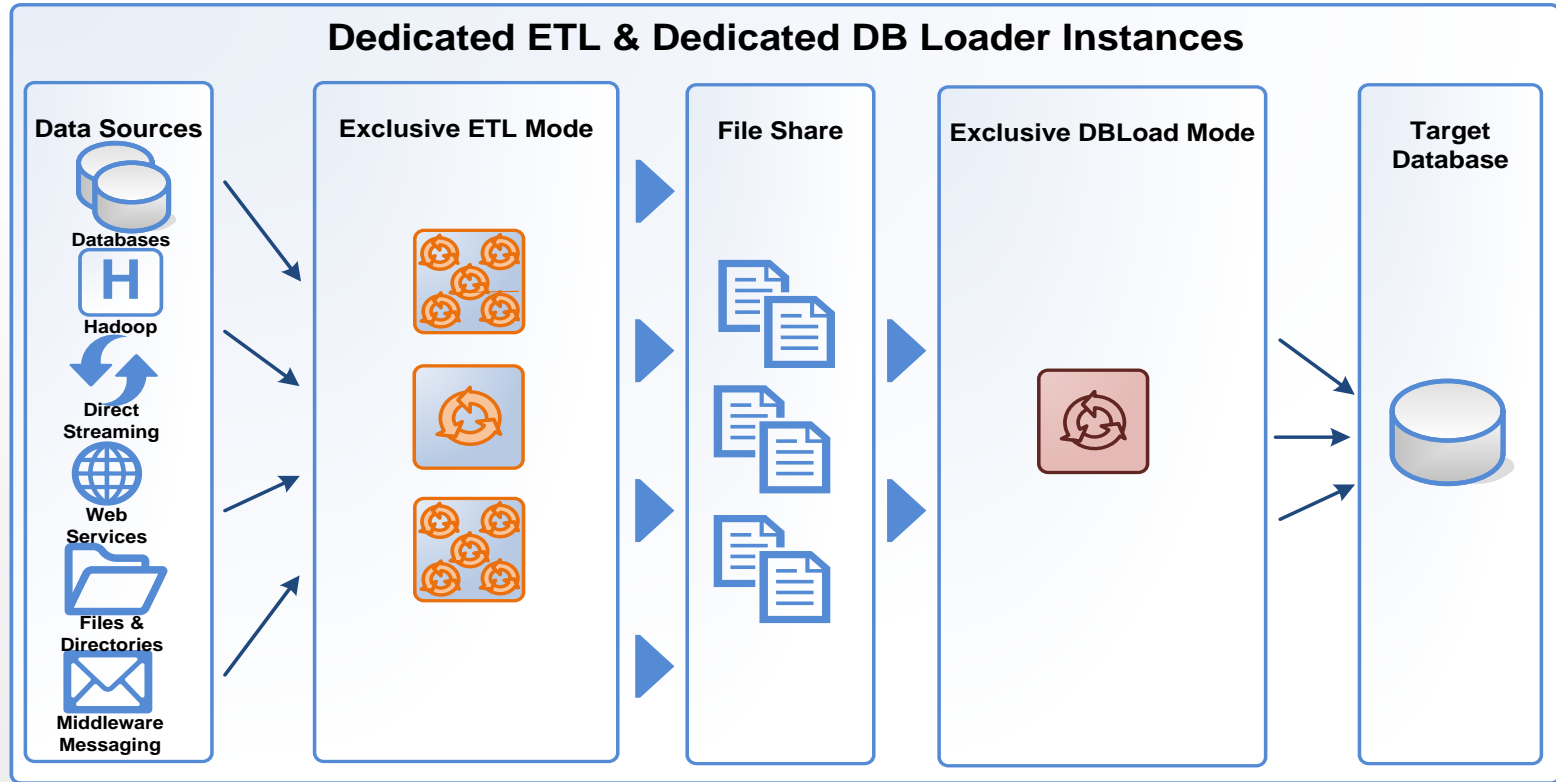 Dedicated ETL & Dedicated DB Loader Instances
Data Sources
Databases
H
Hadoop
Direct
Streaming
Web
Services
Files &
Directories
Middleware
Messaging
Exclusive ETL Mode
File Share
Exclusive DBLoad Mode
Target
Database